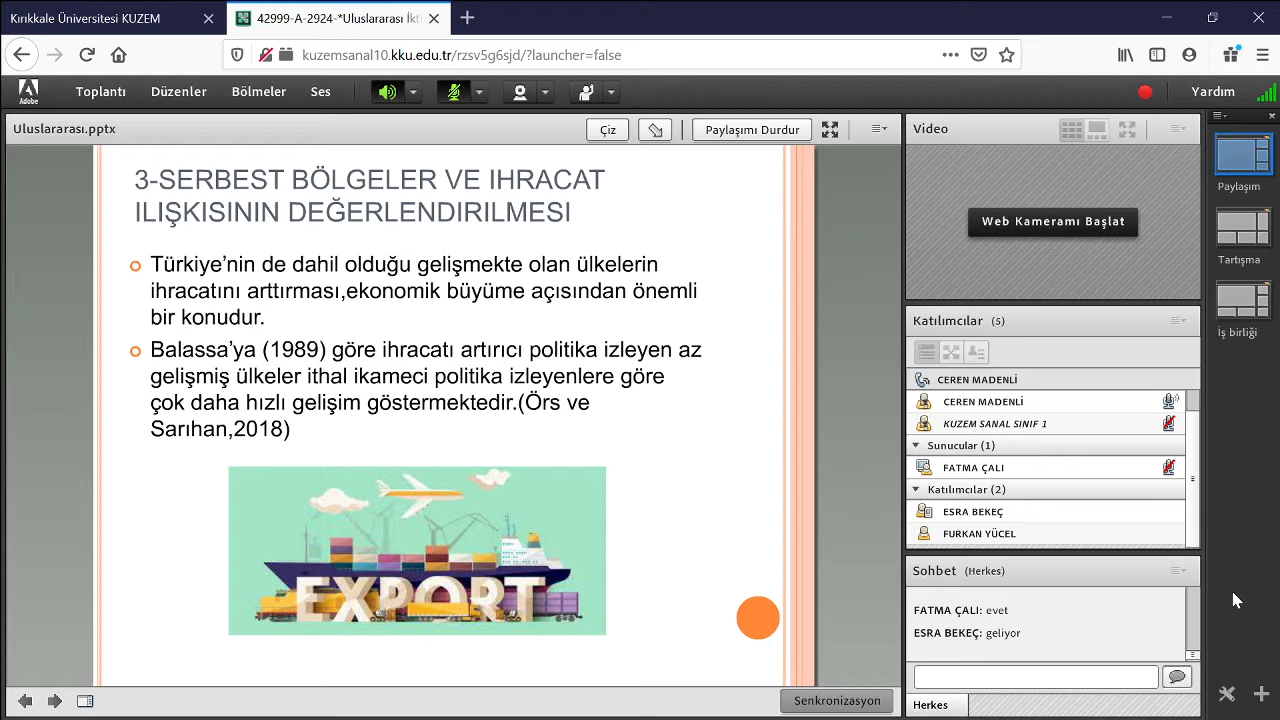 Kırıkkale Üniversitesi KUZEM
42999-A-2924-*Uluslararası İkti
kuzemsanal10.kku.edu.tr/rzsv5g6sjd/?launcher=false
Adobe
Toplantı Düzenler Bölmeler Ses Yardım
Uluslararası.pptx
Çiz
Paylaşımı Durdur
3-SERBEST BÖLGELER VE IHRACAT
ILIŞKISININ DEĞERLENDIRILMESI
Türkiye’nin de dahil olduğu gelişmekte olan ülkelerin
ihracatını arttırması,ekonomik büyüme açısından önemli
bir konudur.
Balassa’ya (1989) göre ihracatı artırıcı politika izleyen az
gelişmiş ülkeler ithal ikameci politika izleyenlere göre
çok daha hızlı gelişim göstermektedir.(Örs ve
Sarıhan,2018)
EXPORT
Senkronizasyon
Video
Web Kameramı Başlat
Katılımcılar (5)
CEREN MADENLİ
CEREN MADENLİ
KUZEM SANAL SINIF 1
Sunucular (1)
FATMA ÇALI
Katılımcılar (2)
ESRA BEKEÇ
FURKAN YÜCEL
Sohbet (Herkes)
FATMA ÇALI: evet
ESRA BEKEÇ: geliyor
Herkes
Paylaşım
Tartışma
İş birliği